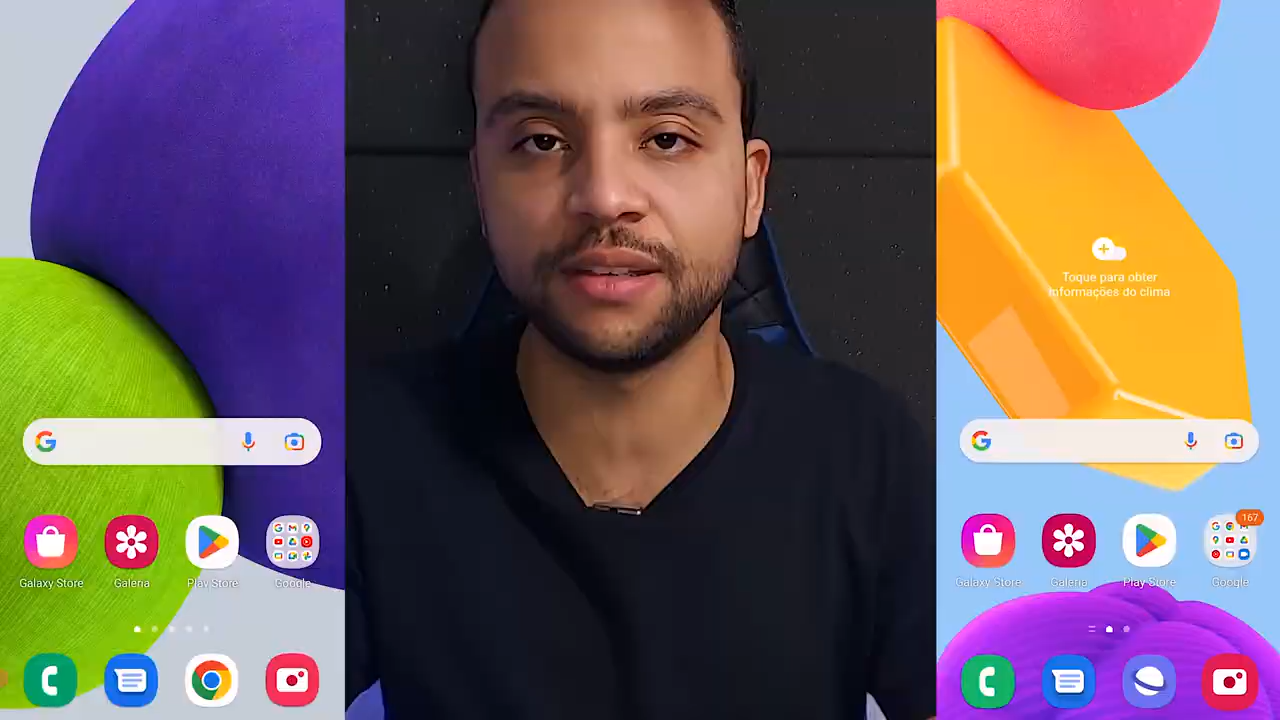 Galaxy Store
Galeria
Play Store
Google
Toque para obter
informações do clima
167
Galaxy Store
Galeria
Play Store
Google